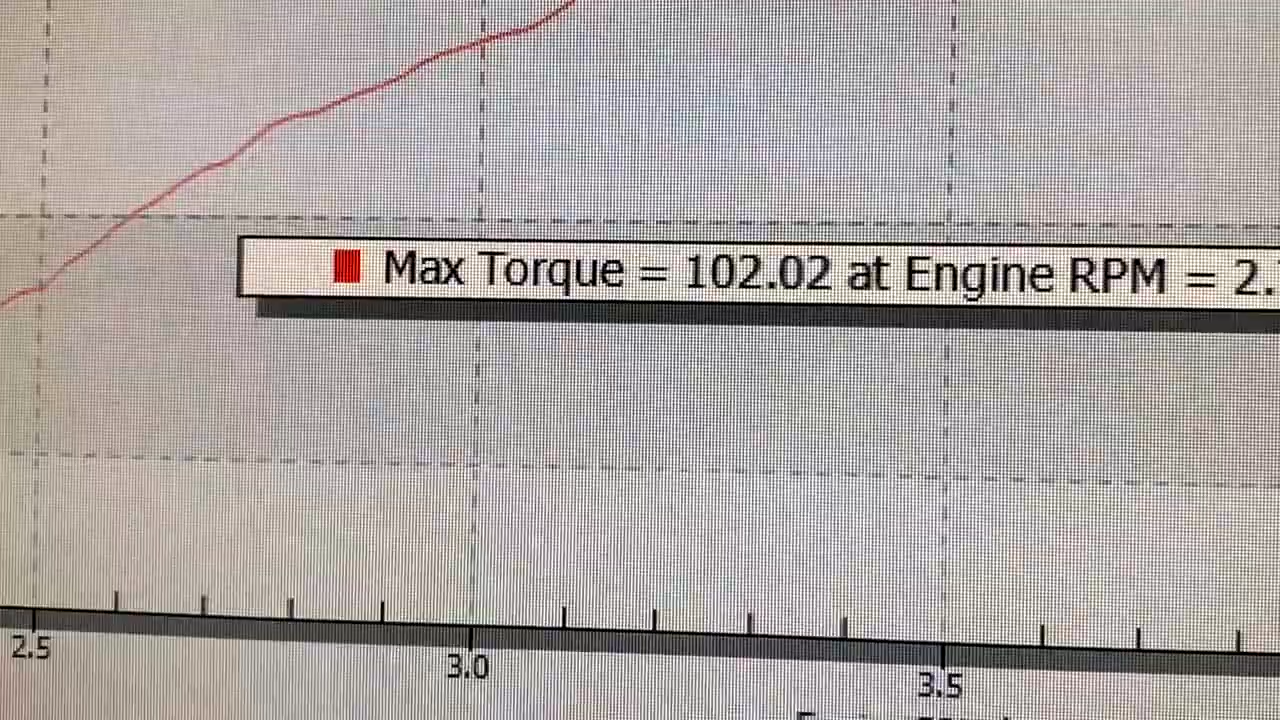 Max Torque = 102.02 at Engine RPM = 2.
2.5
3.0
3.5